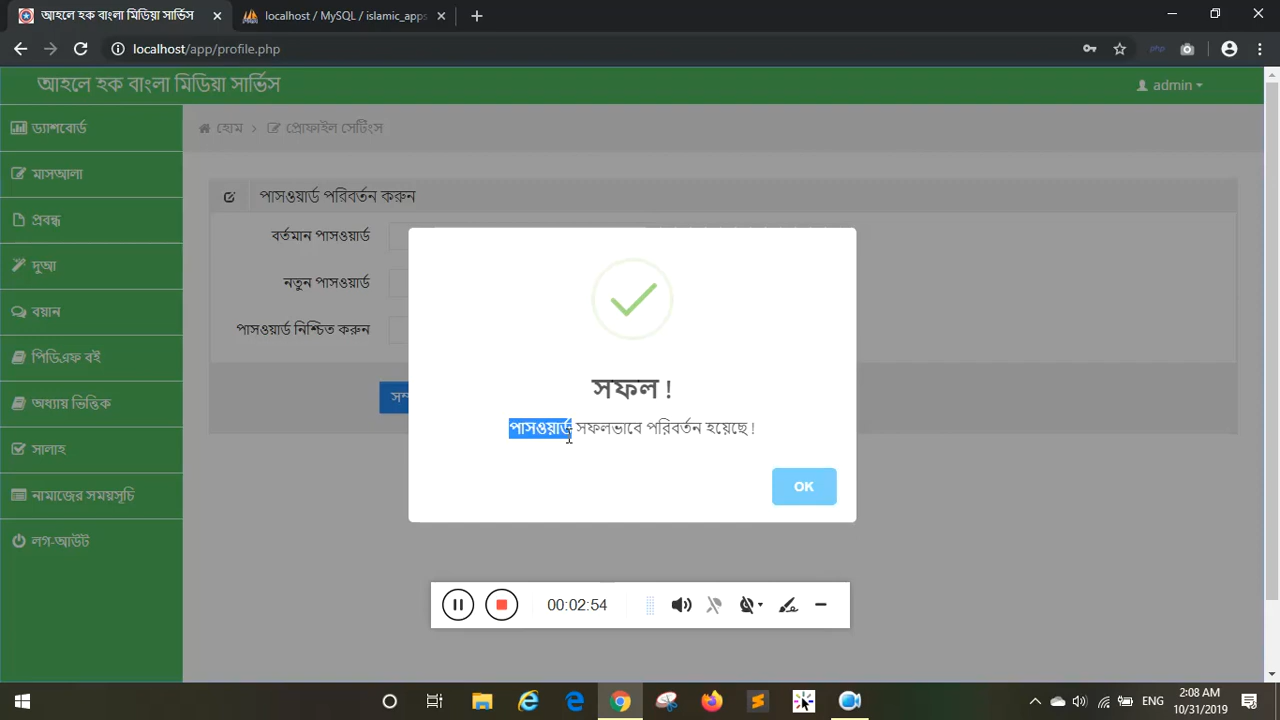 আহলে হক বাংলা মিডিয়া সার্ভিস
localhost / MySQL / islamic_apps
localhost/app/profile.php
php
আহলে হক বাংলা মিডিয়া সার্ভিস
admin
ড্যাশবোর্ড
হোম > প্রোফাইল সেটিংস
মাসআলা
পাসওয়ার্ড পরিবর্তন করুন
প্রবন্ধ
বর্তমান পাসওয়ার্ড
দুআ
নতুন পাসওয়ার্ড
বয়ান
পাসওয়ার্ড নিশ্চিত করুন
পিডিএফ বই
সফল !
অধ্যায় ভিত্তিক
পাসওয়ার্ড সফলভাবে পরিবর্তন হয়েছে !
সালাহ
OK
নামাজের সময়সূচি
লগ-আউট
00:02:54
ENG
2:08 AM
10/31/2019